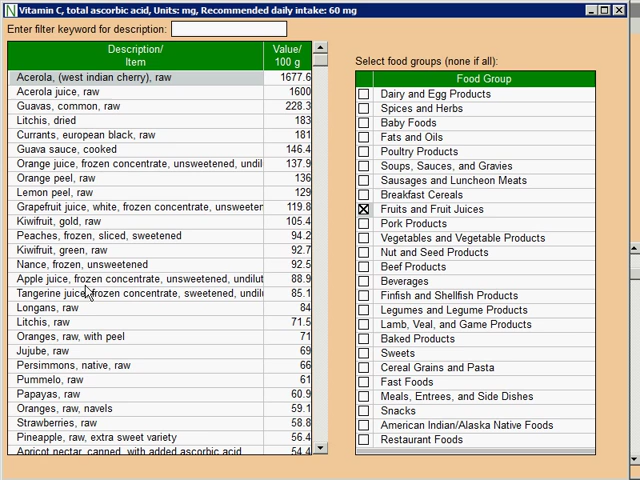 Vitamin C, total ascorbic acid, Units: mg, Recommended daily intake: 60 mg
Enter filter keyword for description:
Description/ Value/
Item 100 g
Acerola, (west indian cherry), raw 1677.6
Acerola juice, raw 1600
Guavas, common, raw 228.3
Litchis, dried 183
Currants, european black, raw 181
Guava sauce, cooked 146.4
Orange juice, frozen concentrate, unsweetened, undil 137.9
Orange peel, raw 136
Lemon peel, raw 129
Grapefruit juice, white, frozen concentrate, unsweeten 119.8
Kiwifruit, gold, raw 105.4
Peaches, frozen, sliced, sweetened 94.2
Kiwifruit, green, raw 92.7
Nance, frozen, unsweetened 92.5
Apple juice, frozen concentrate, unsweetened, undilut 88.9
Tangerine juice, frozen concentrate, sweetened, undil 85.1
Longans, raw 84
Litchis, raw 71.5
Oranges, raw, with peel 71
Jujube, raw 69
Persimmons, native, raw 66
Pummelo, raw 61
Papayas, raw 60.9
Oranges, raw, navels 59.1
Strawberries, raw 58.8
Pineapple, raw, extra sweet variety 56.4
Apricot nectar, canned, with added ascorbic acid 54.4
Select food groups (none if all):
Food Group
Dairy and Egg Products
Spices and Herbs
Baby Foods
Fats and Oils
Poultry Products
Soups, Sauces, and Gravies
Sausages and Luncheon Meats
Breakfast Cereals
Fruits and Fruit Juices
Pork Products
Vegetables and Vegetable Products
Nut and Seed Products
Beef Products
Beverages
Finfish and Shellfish Products
Legumes and Legume Products
Lamb, Veal, and Game Products
Baked Products
Sweets
Cereal Grains and Pasta
Fast Foods
Meals, Entrees, and Side Dishes
Snacks
American Indian/Alaska Native Foods
Restaurant Foods